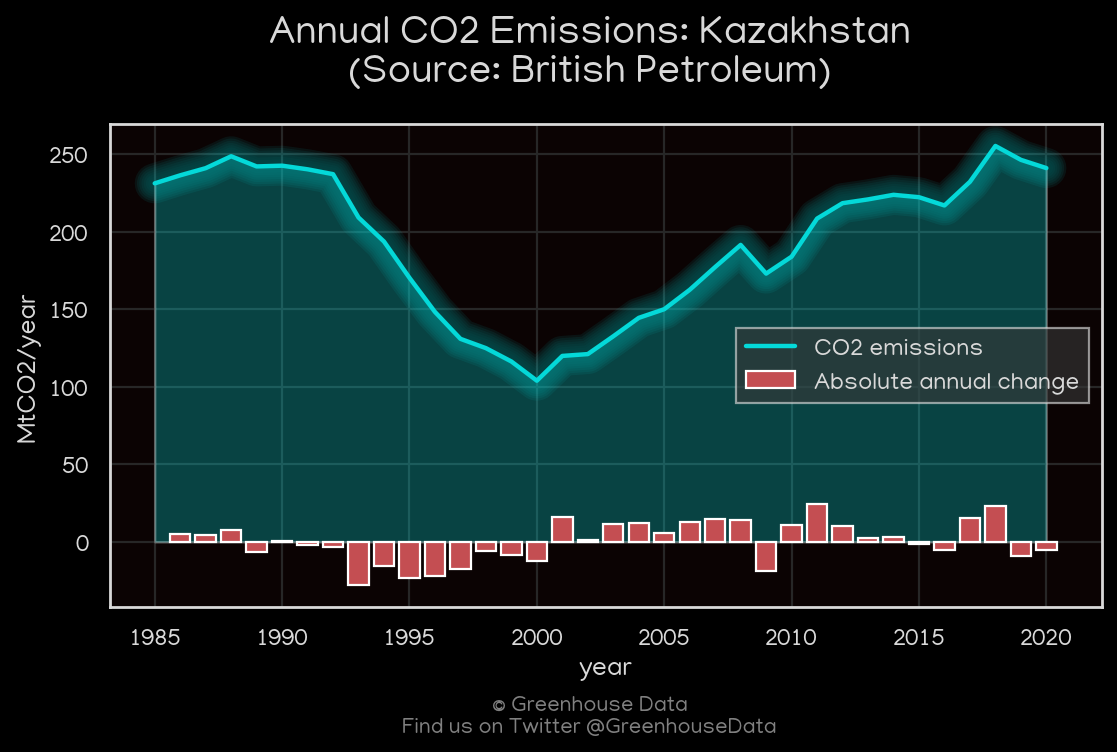 Annual CO2 Emissions: Kazakhstan
(Source: British Petroleum)
MtCO2/year
250
200
150
100
50
0
CO2 emissions
Absolute annual change
1985 1990 1995 2000 2005 2010 2015 2020
year
© Greenhouse Data
Find us on Twitter @GreenhouseData